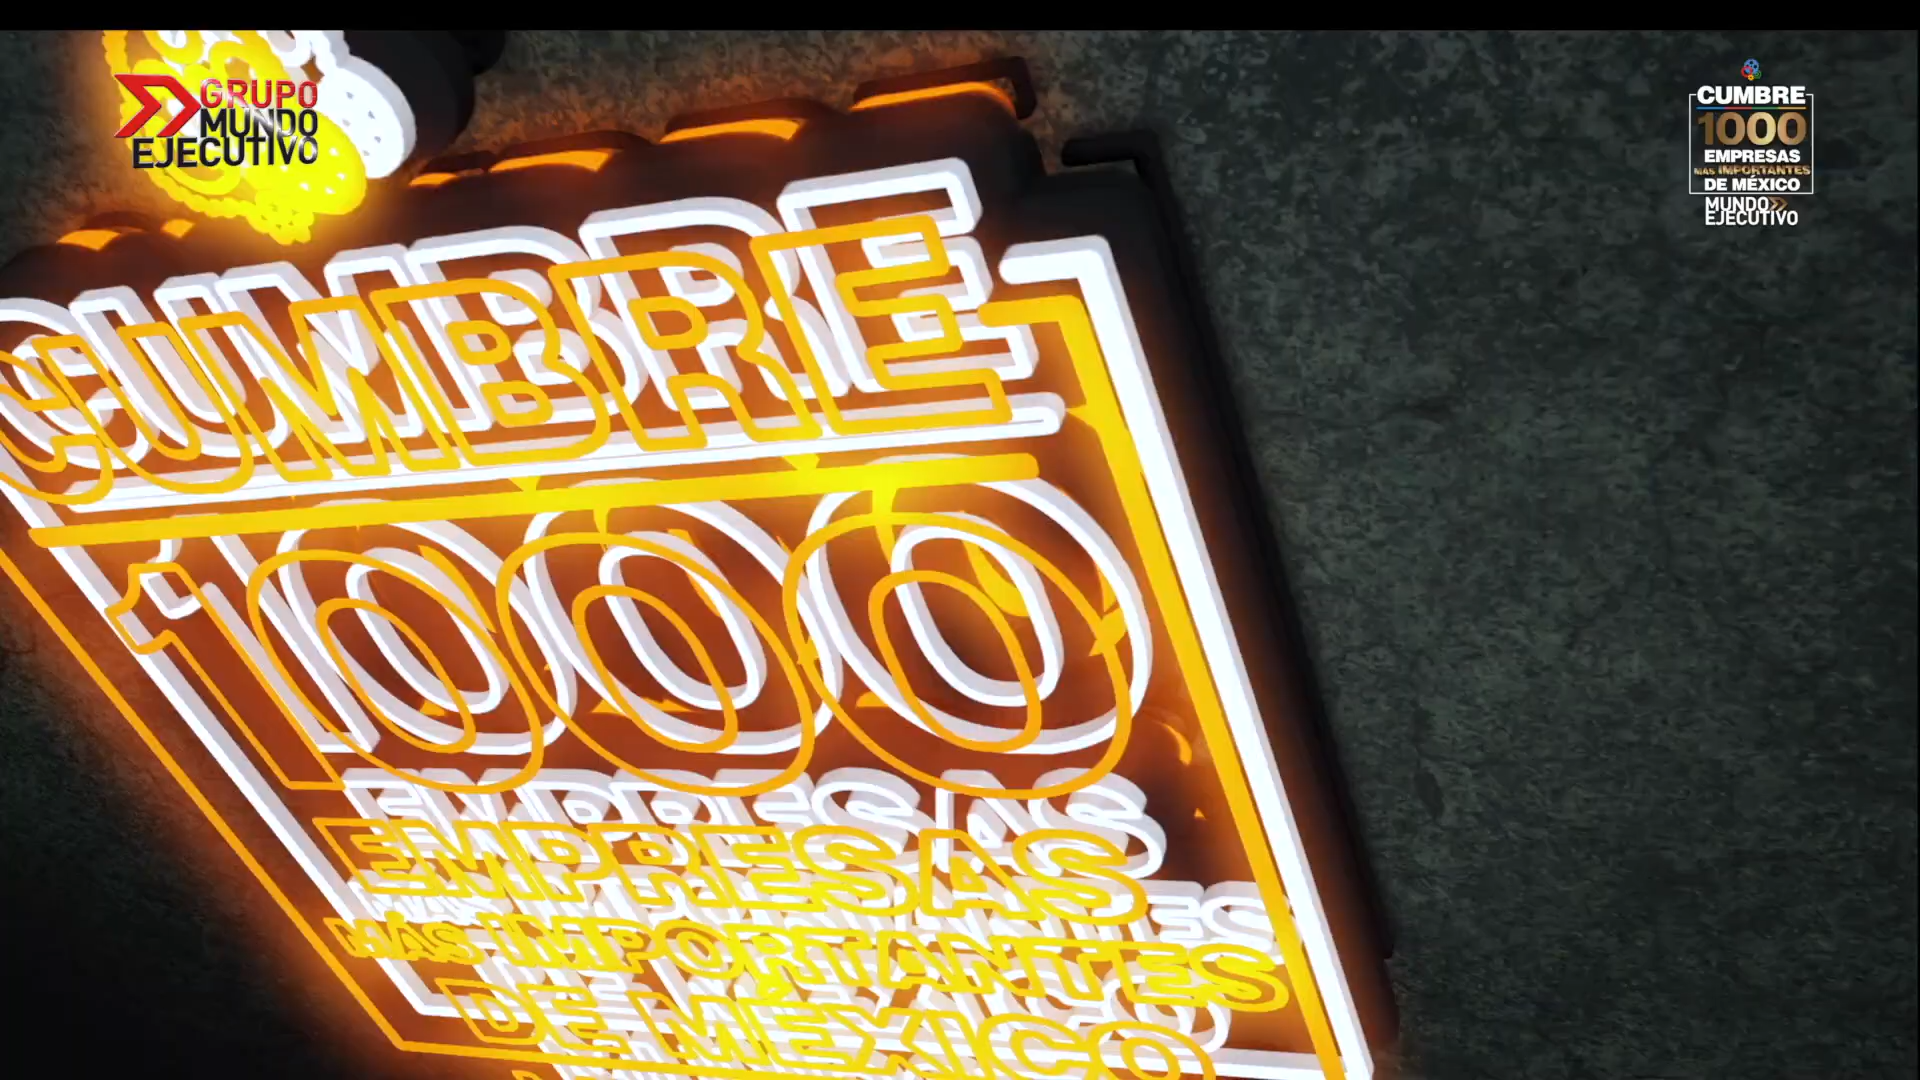 GRUPO
MUNDO
EJECUTIVO
CUMBRE
1000
EMPRESAS
MÁS IMPORTANTES
DE MÉXICO
MUNDO
EJECUTIVO
CUMBRE
1000
EMPRESAS
MÁS IMPORTANTES
DE MÉXICO